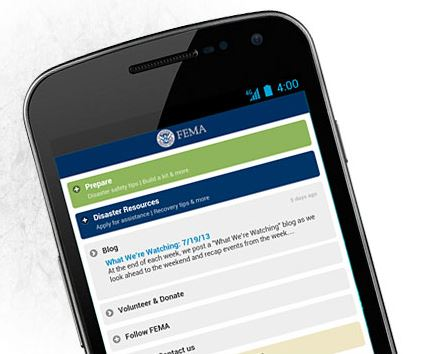 4G 4:00
FEMA
Prepare
Disaster safety tips | Build a kit & more
Disaster Resources
Apply for assistance | Recovery tips & more
Blog
5 days ago
What We're Watching: 7/19/13
At the end of each week, we post a "What We're Watching" blog as we
look ahead to the weekend and recap events from the week....
Volunteer & Donate
Follow FEMA
Contact us